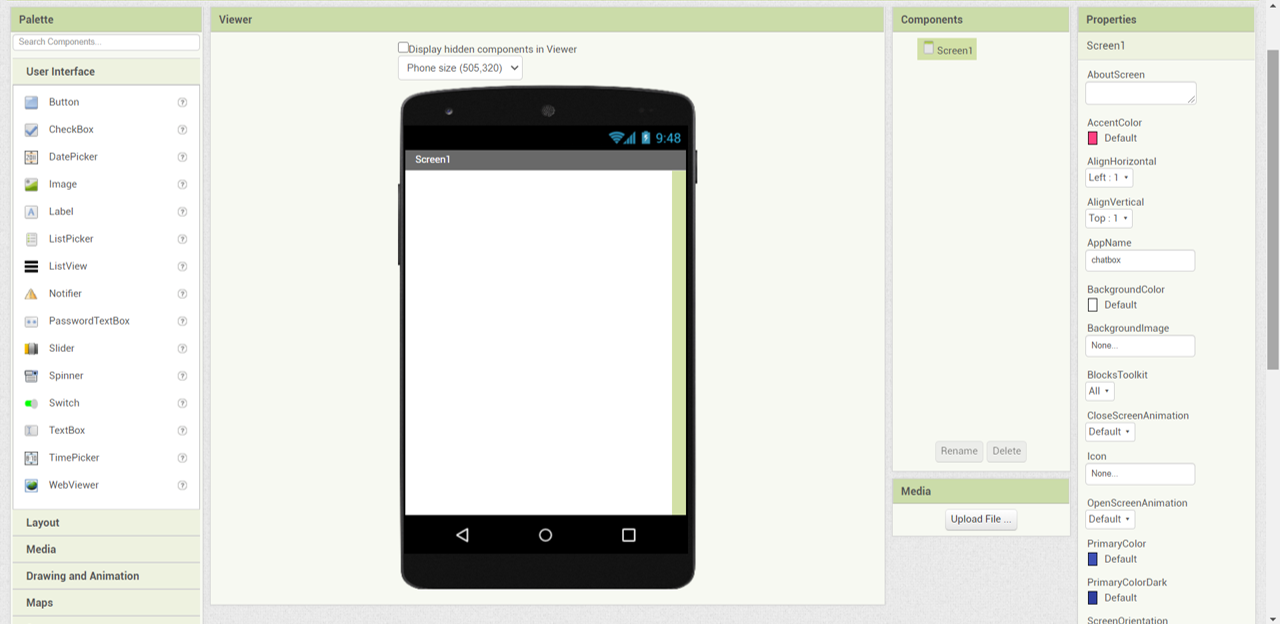 Palette
Search Components...
User Interface
Button
CheckBox
DatePicker
Image
Label
ListPicker
ListView
Notifier
PasswordTextBox
Slider
Spinner
Switch
TextBox
TimePicker
WebViewer
Layout
Media
Drawing and Animation
Maps
Viewer
Display hidden components in Viewer
Phone size (505,320)
9:48
Screen1
Components
Screen1
Rename Delete
Media
Upload File ...
Properties
Screen1
AboutScreen
AccentColor
Default
AlignHorizontal
Left : 1
AlignVertical
Top : 1
AppName
chatbox
BackgroundColor
Default
BackgroundImage
None...
BlocksToolkit
All
CloseScreenAnimation
Default
Icon
None...
OpenScreenAnimation
Default
PrimaryColor
Default
PrimaryColorDark
Default
ScreenOrientation